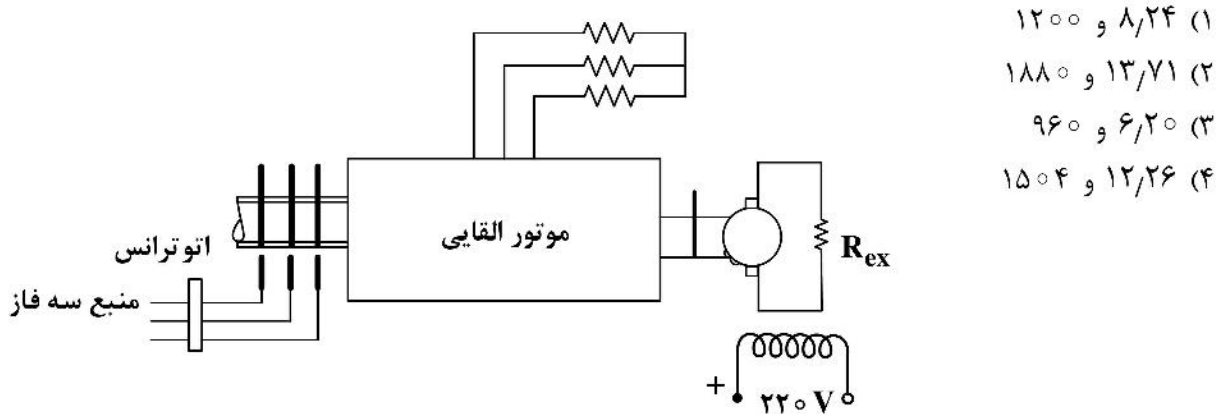 ۱) ۸٫۲۴ و ۱۲۰۰
۲) ۱۳٫۷۱ و ۱۸۸۰
۳) ۶٫۲۰ و ۹۶۰
۴) ۱۲٫۲۶ و ۱۵۰۴
موتور القایی
اتوترانس
منبع سه فاز
R_ex
+ ۲۲۰ V